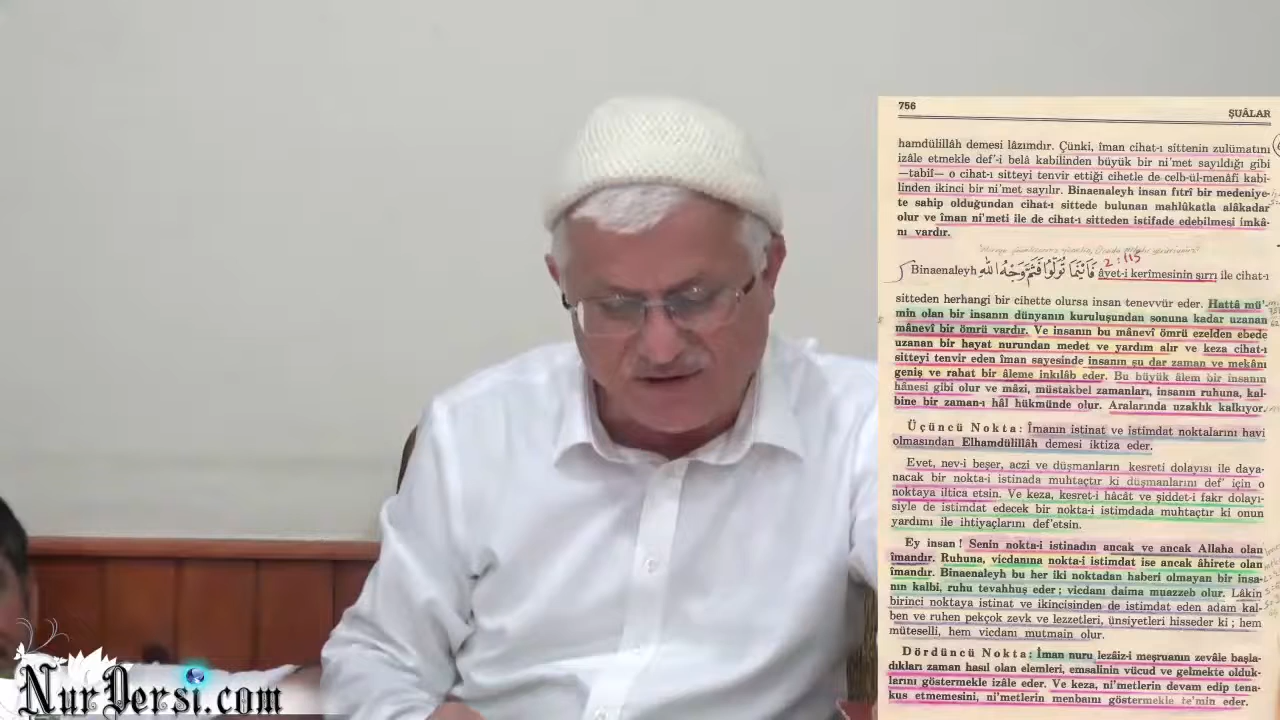 756
ŞUÂLAR
hamdülillâh demesi lâzımdır. Çünki, îman cihat-ı sittenin zulümatını
izâle etmekle def'-i belâ kabilinden büyük bir ni'met sayıldığı gibi
—tabiî— o cihat-ı sitteyi tenvir ettiği cihetle de celb-ül-menâfi kabi-
linden ikinci bir ni'met sayılır. Binaenaleyh insan fıtrî bir medeniye-
te sahip olduğundan cihat-ı sittede bulunan mahlûkatla alâkadar
olur ve îman ni'meti ile de cihat-ı sitteden istifade edebilmesi imkâ-
nı vardır.
2:115
Binaenaleyh فَاَيْنَمَا تُوَلُّوا فَثَمَّ وَجْهُ اللّٰهِ âyet-i kerîmesinin sırrı ile cihat-ı
sitteden herhangi bir cihette olursa insan tenevvür eder. Hattâ mü'-
min olan bir insanın dünyanın kuruluşundan sonuna kadar uzanan
mânevî bir ömrü vardır. Ve insanın bu mânevî ömrü ezelden ebede
uzanan bir hayat nurundan medet ve yardım alır ve keza cihat-ı
sitteyi tenvir eden îman sayesinde insanın şu dar zaman ve mekânı
geniş ve rahat bir âleme inkılâb eder. Bu büyük âlem bir insanın
hânesi gibi olur ve mâzi, müstakbel zamanları, insanın ruhuna, kal-
bine bir zaman-ı hâl hükmünde olur. Aralarında uzaklık kalkıyor.
Üçüncü Nokta: Îmanın istinat ve istimdat noktalarını havi
olmasından Elhamdülillâh demesi iktiza eder.
Evet, nev-i beşer, aczi ve düşmanların kesreti dolayısı ile daya-
nacak bir nokta-i istinada muhtaçtır ki düşmanlarını def' için o
noktaya iltica etsin. Ve keza, kesret-i hâcât ve şiddet-i fakr dolayı-
siyle de istimdat edecek bir nokta-i istimdada muhtaçtır ki onun
yardımı ile ihtiyaçlarını def'etsin.
Ey insan! Senin nokta-i istinadın ancak ve ancak Allaha olan
îmandır. Ruhuna, vicdanına nokta-i istimdat ise ancak âhirete olan
îmandır. Binaenaleyh bu her iki noktadan haberi olmayan bir insa-
nın kalbi, ruhu tevahhuş eder; vicdanı daima muazzeb olur. Lâkin
birinci noktaya istinat ve ikincisinden de istimdat eden adam kal-
ben ve ruhen pekçok zevk ve lezzetleri, ünsiyetleri hisseder ki; hem
müteselli, hem vicdanı mutmain olur.
Dördüncü Nokta: Îman nuru lezâiz-i meşruanın zevâle başla-
dıkları zaman hasıl olan elemleri, emsalinin vücud ve gelmekte olduk-
larını göstermekle izâle eder. Ve keza, ni'metlerin devam edip tena-
kus etmemesini, ni'metlerin menbaını göstermekle te'min eder.
NurDersi.com